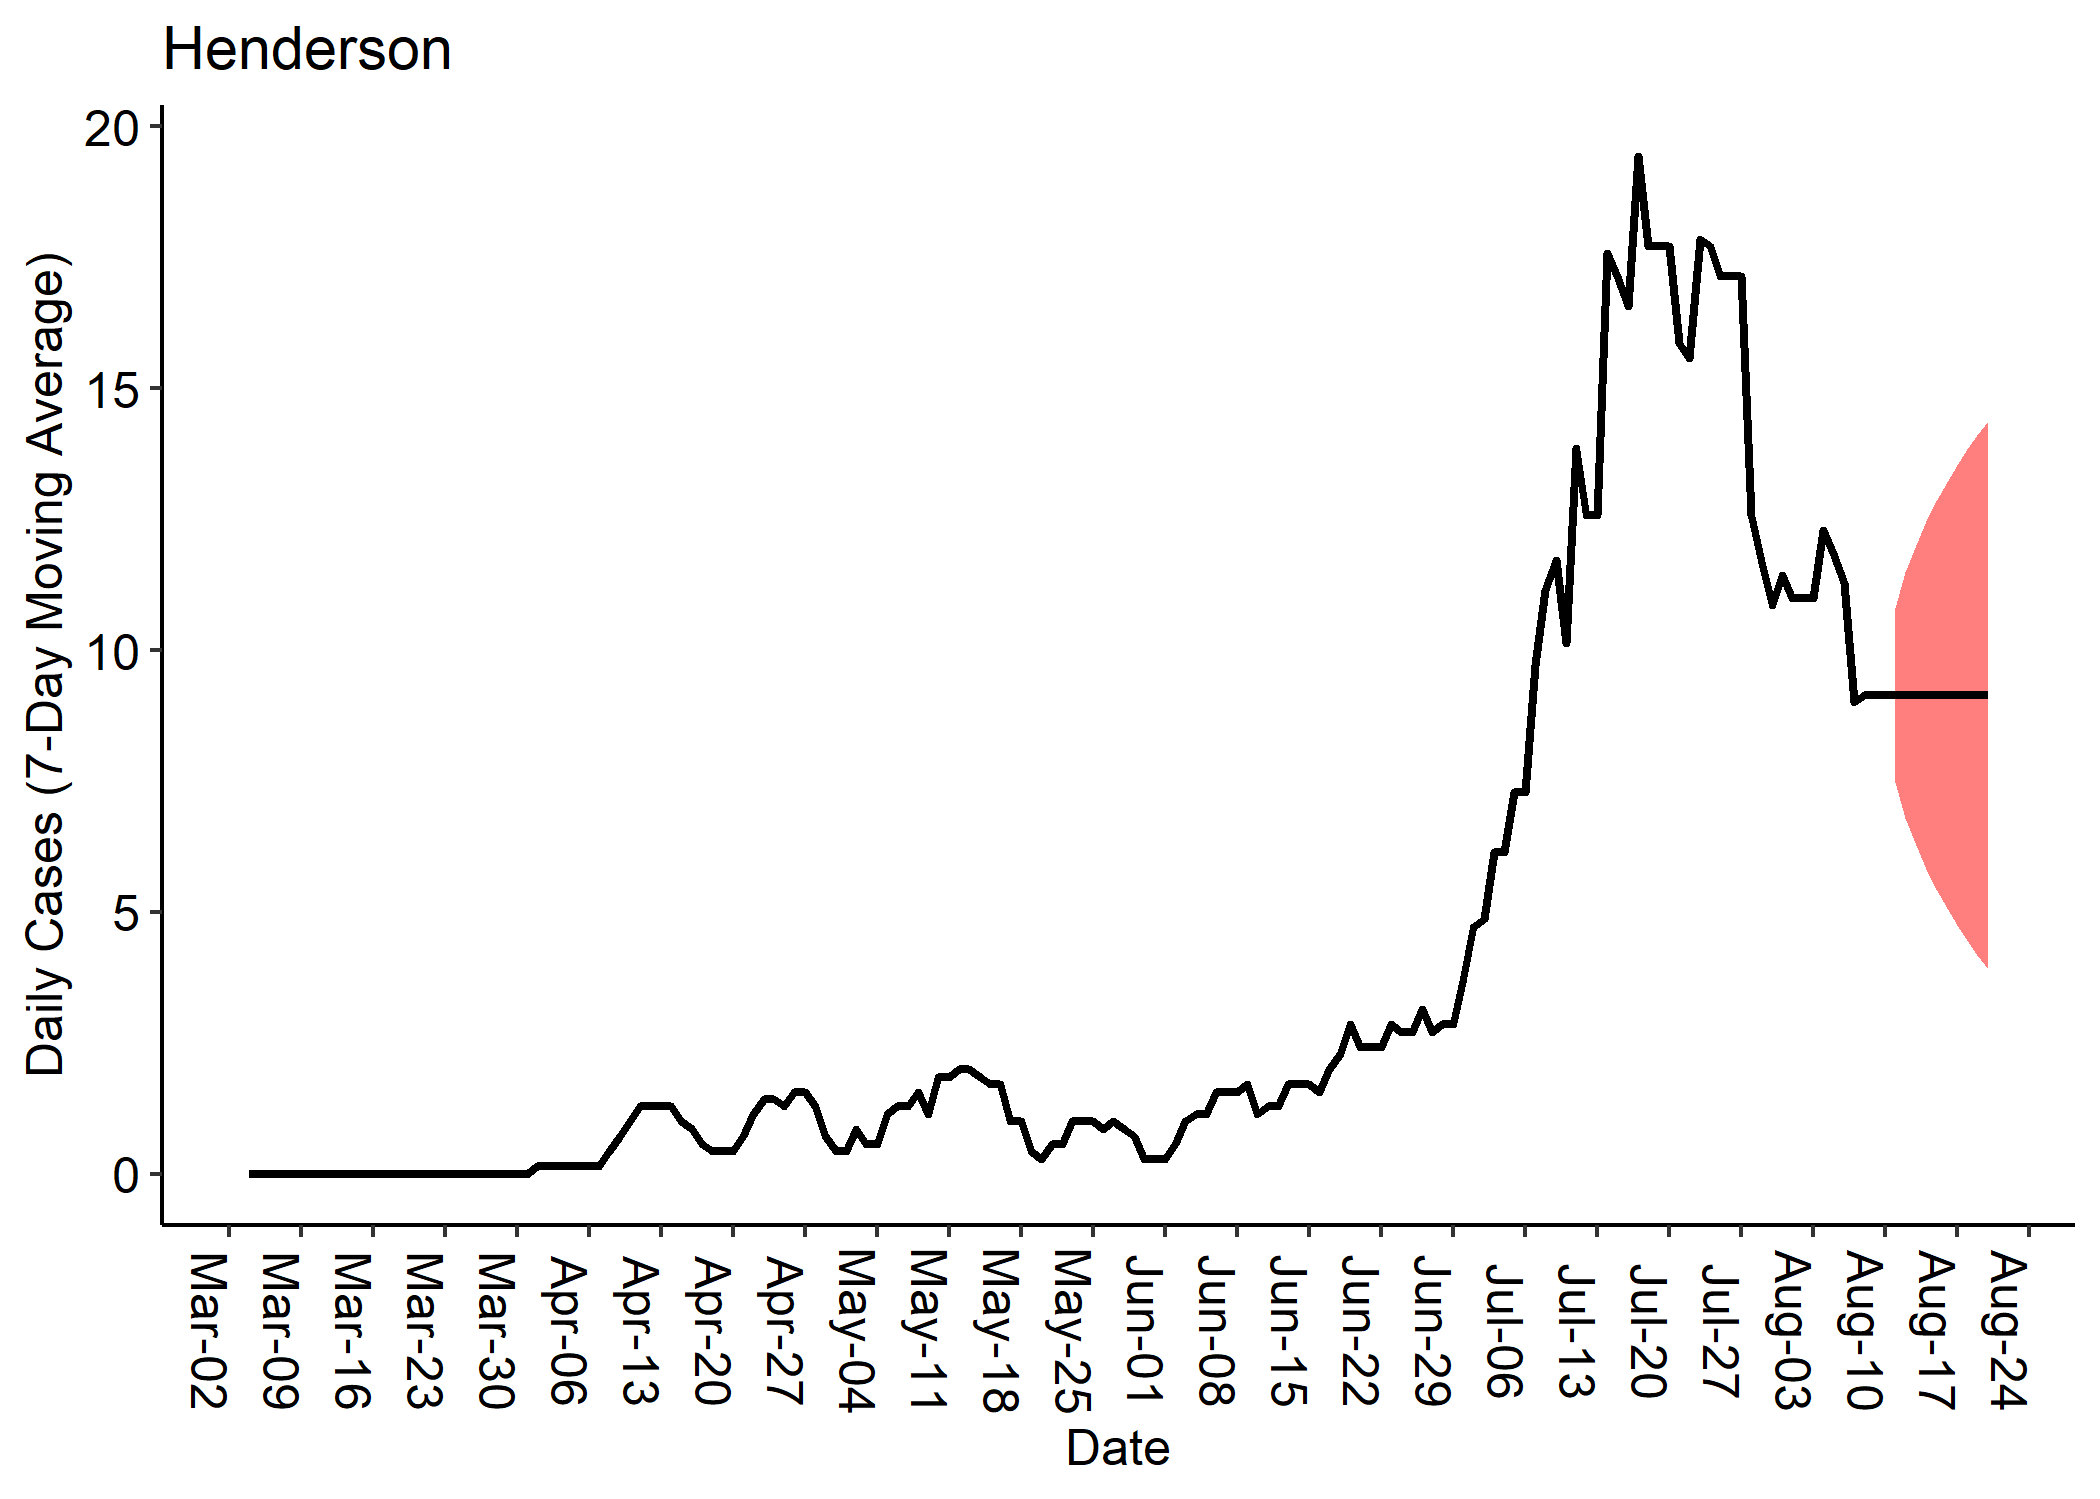 Henderson
Daily Cases (7-Day Moving Average)
20
15
10
5
0
Mar-02
Mar-09
Mar-16
Mar-23
Mar-30
Apr-06
Apr-13
Apr-20
Apr-27
May-04
May-11
May-18
May-25
Jun-01
Jun-08
Jun-15
Jun-22
Jun-29
Jul-06
Jul-13
Jul-20
Jul-27
Aug-03
Aug-10
Aug-17
Aug-24
Date